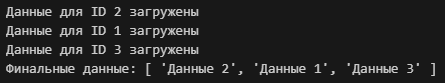 Данные для ID 2 загружены
Данные для ID 1 загружены
Данные для ID 3 загружены
Финальные данные: [ 'Данные 2', 'Данные 1', 'Данные 3' ]